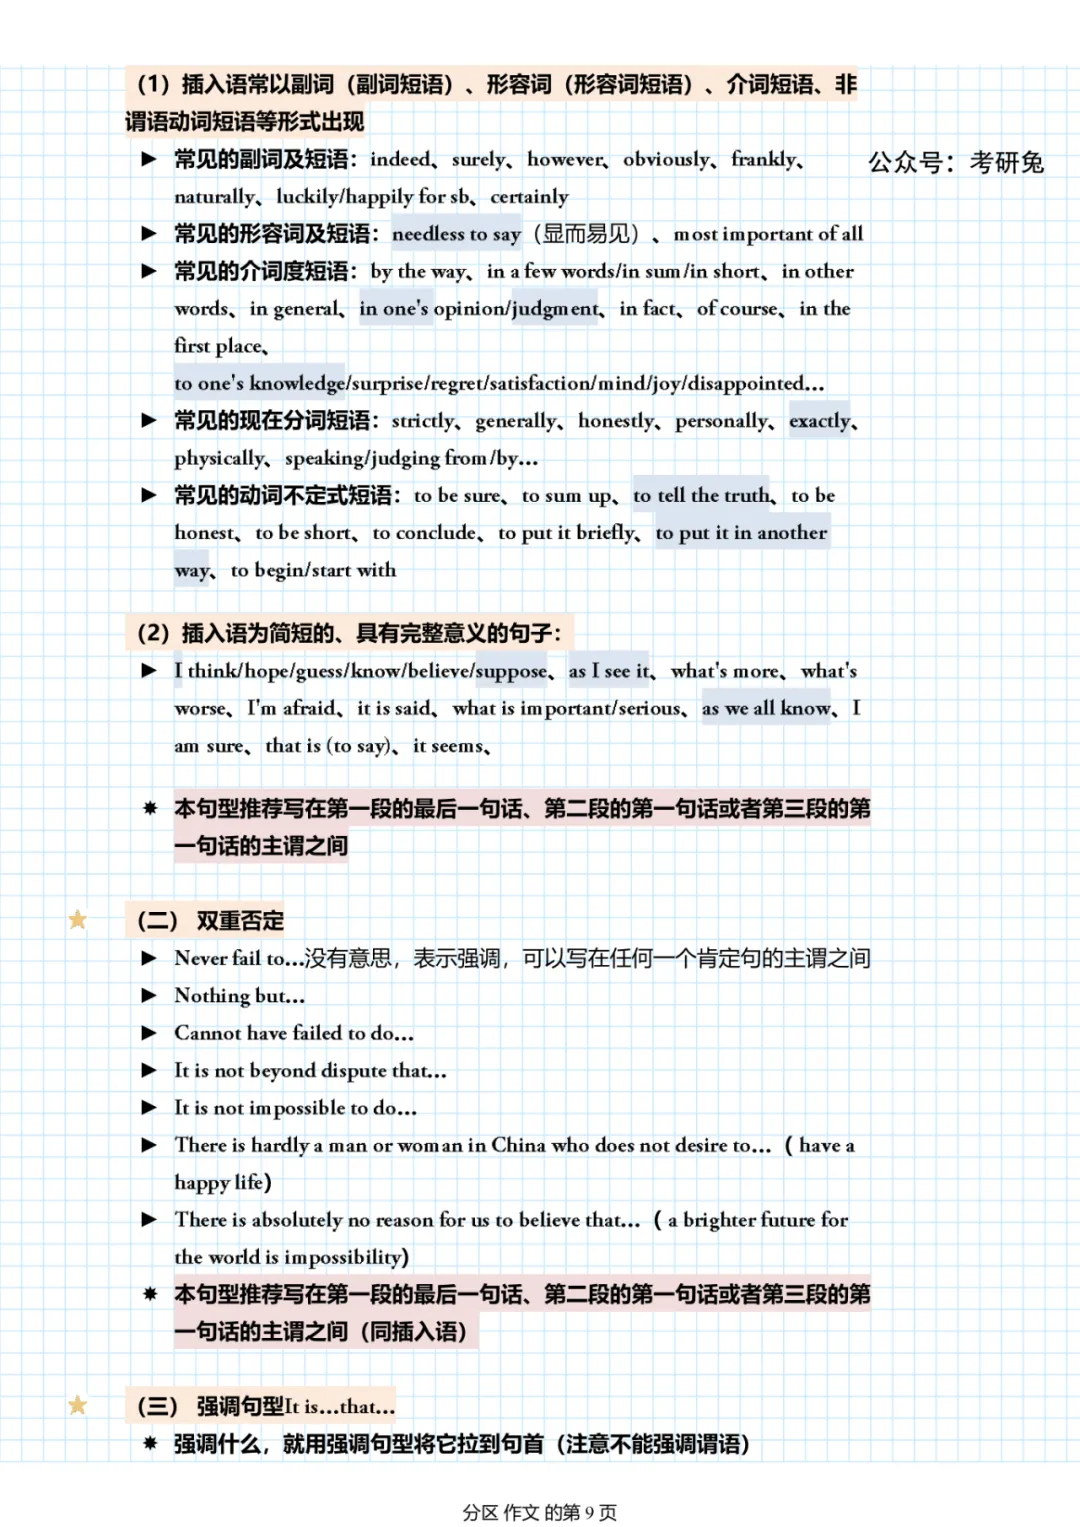 （1）插入语常以副词（副词短语）、形容词（形容词短语）、介词短语、非
谓语动词短语等形式出现
► 常见的副词及短语：indeed、surely、however、obviously、frankly、
公众号：考研兔
naturally、luckily/happily for sb、certainly
► 常见的形容词及短语：needless to say（显而易见）、most important of all
► 常见的介词度短语：by the way、in a few words/in sum/in short、in other
words、in general、in one's opinion/judgment、in fact、of course、in the
first place、
to one's knowledge/surprise/regret/satisfaction/mind/joy/disappointed...
► 常见的现在分词短语：strictly、generally、honestly、personally、exactly、
physically、speaking/judging from/by...
► 常见的动词不定式短语：to be sure、to sum up、to tell the truth、to be
honest、to be short、to conclude、to put it briefly、to put it in another
way、to begin/start with
（2）插入语为简短的、具有完整意义的句子：
► I think/hope/guess/know/believe/suppose、as I see it、what's more、what's
worse、I'm afraid、it is said、what is important/serious、as we all know、I
am sure、that is (to say)、it seems、
✸ 本句型推荐写在第一段的最后一句话、第二段的第一句话或者第三段的第
一句话的主谓之间
（二） 双重否定
► Never fail to...没有意思，表示强调，可以写在任何一个肯定句的主谓之间
► Nothing but...
► Cannot have failed to do...
► It is not beyond dispute that...
► It is not impossible to do...
► There is hardly a man or woman in China who does not desire to...（ have a
happy life）
► There is absolutely no reason for us to believe that...（ a brighter future for
the world is impossibility）
✸ 本句型推荐写在第一段的最后一句话、第二段的第一句话或者第三段的第
一句话的主谓之间（同插入语）
（三） 强调句型It is...that...
✸ 强调什么，就用强调句型将它拉到句首（注意不能强调谓语）
分区 作文 的第 9 页